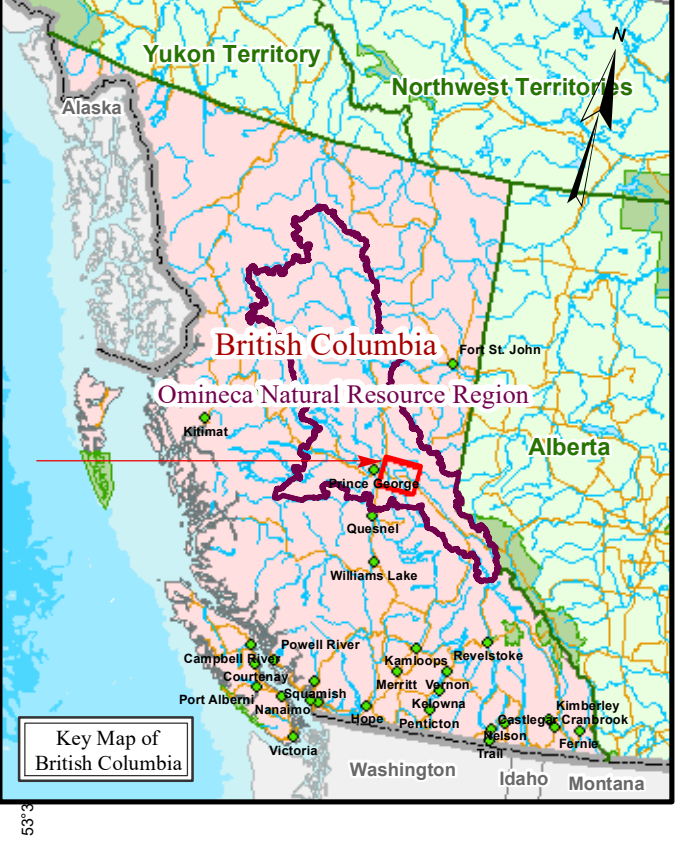 N
Yukon Territory
Northwest Territories
Alaska
British Columbia
Fort St. John
Omineca Natural Resource Region
Kitimat
Alberta
Prince George
Quesnel
Williams Lake
Powell River
Campbell River
Kamloops
Revelstoke
Courtenay
Merritt
Vernon
Port Alberni
Squamish
Nanaimo
Kelowna
Kimberley
Hope
Penticton
Castlegar
Cranbrook
Nelson
Fernie
Victoria
Trail
Key Map of
British Columbia
Washington
Idaho
Montana
53°3